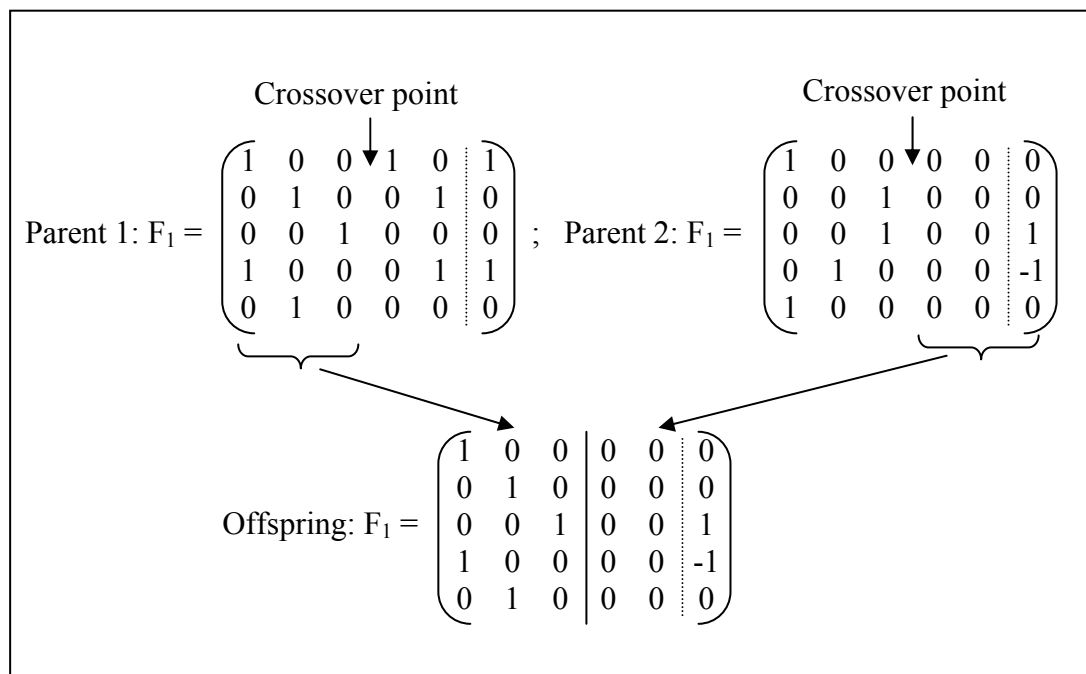 Crossover point Crossover point
1 0 0 1 0 1 1 0 0 0 0 0
0 1 0 0 1 0 0 0 1 0 0 0
Parent 1: F₁ = 0 0 1 0 0 0 ; Parent 2: F₁ = 0 0 1 0 0 1
1 0 0 0 1 1 0 1 0 0 0 -1
0 1 0 0 0 0 1 0 0 0 0 0
1 0 0 0 0 0
0 1 0 0 0 0
Offspring: F₁ = 0 0 1 0 0 1
1 0 0 0 0 -1
0 1 0 0 0 0